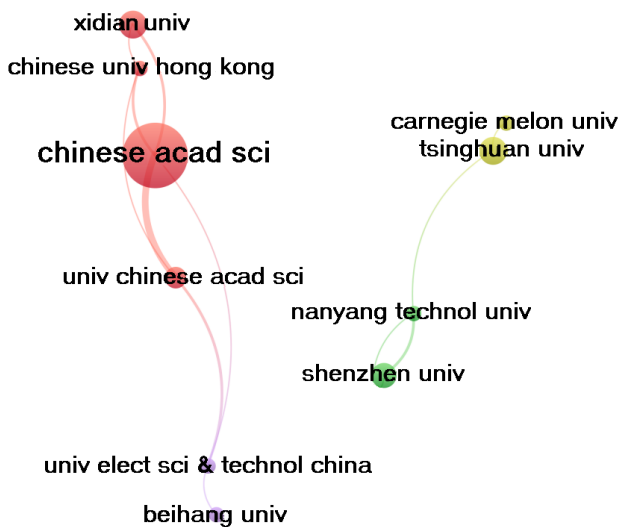 xidian univ
chinese univ hong kong
chinese acad sci
univ chinese acad sci
univ elect sci & technol china
beihang univ
carnegie melon univ
tsinghuan univ
nanyang technol univ
shenzhen univ